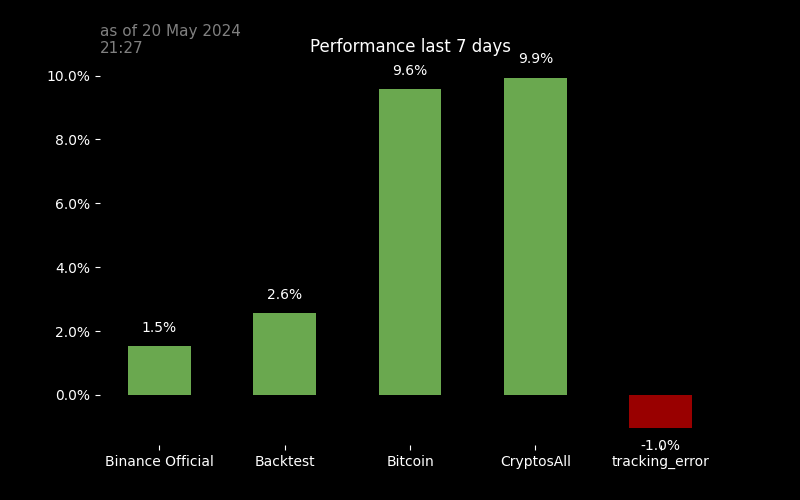 as of 20 May 2024
21:27
Performance last 7 days
10.0%
8.0%
6.0%
4.0%
2.0%
0.0%
1.5%
2.6%
9.6%
9.9%
-1.0%
Binance Official
Backtest
Bitcoin
CryptosAll
tracking_error